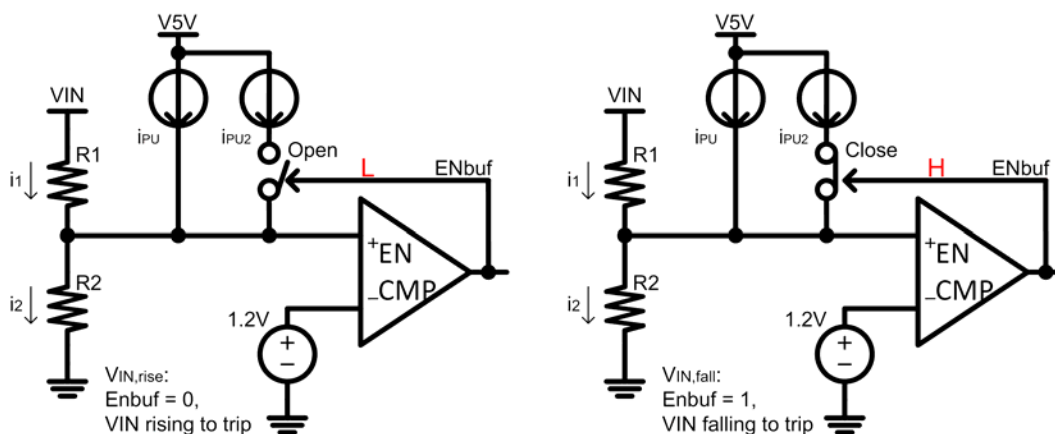 V5V
VIN
iPU
iPU2
Open
L
ENbuf
i1
R1
i2
R2
+
EN
–
CMP
1.2V
+
–
VIN,rise:
Enbuf = 0,
VIN rising to trip
V5V
VIN
iPU
iPU2
Close
H
ENbuf
i1
R1
i2
R2
+
EN
–
CMP
1.2V
+
–
VIN,fall:
Enbuf = 1,
VIN falling to trip